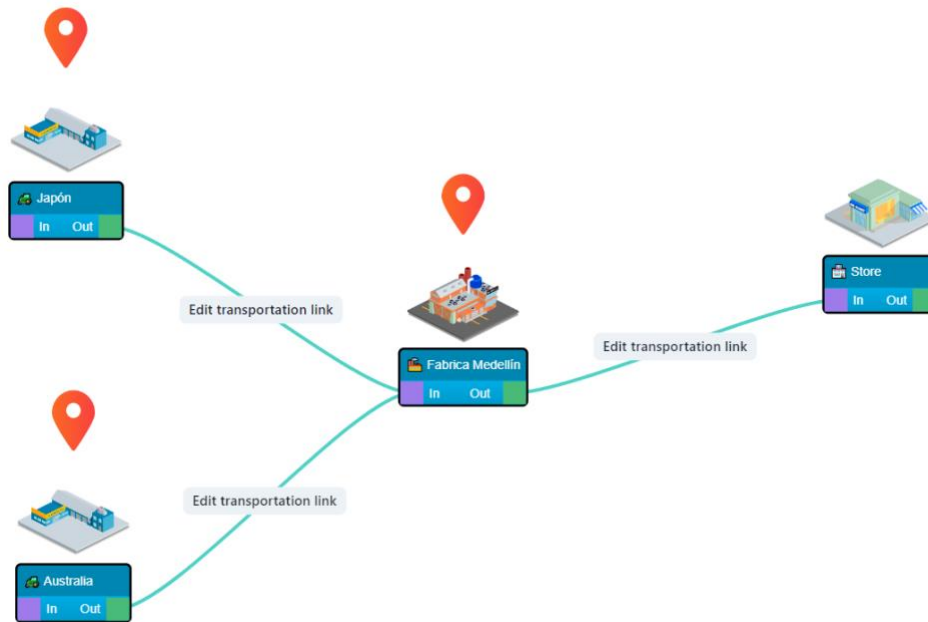 Japón
In Out
Edit transportation link
Fabrica Medellín
In Out
Store
In Out
Edit transportation link
Edit transportation link
Australia
In Out